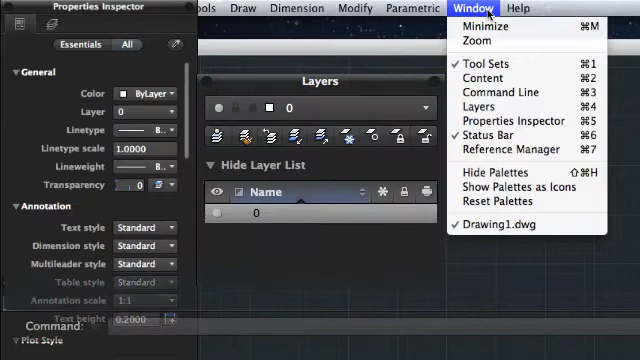 Properties Inspector
ols Draw Dimension Modify Parametric Window Help
Essentials All
General
Color ByLayer
Layer 0
Linetype B..
Linetype scale 1.0000
Lineweight B..
Transparency 0
Annotation
Text style Standard
Dimension style Standard
Multileader style Standard
Table style Standard
Annotation scale 1:1
Text height 0.2000
Plot Style
Command:
Layers
0
Hide Layer List
Name
0
Minimize ⌘M
Zoom
✓ Tool Sets ⌘1
Content ⌘2
Command Line ⌘3
Layers ⌘4
Properties Inspector ⌘5
✓ Status Bar ⌘6
Reference Manager ⌘7
Hide Palettes ⇧⌘H
Show Palettes as Icons
Reset Palettes
✓ Drawing1.dwg